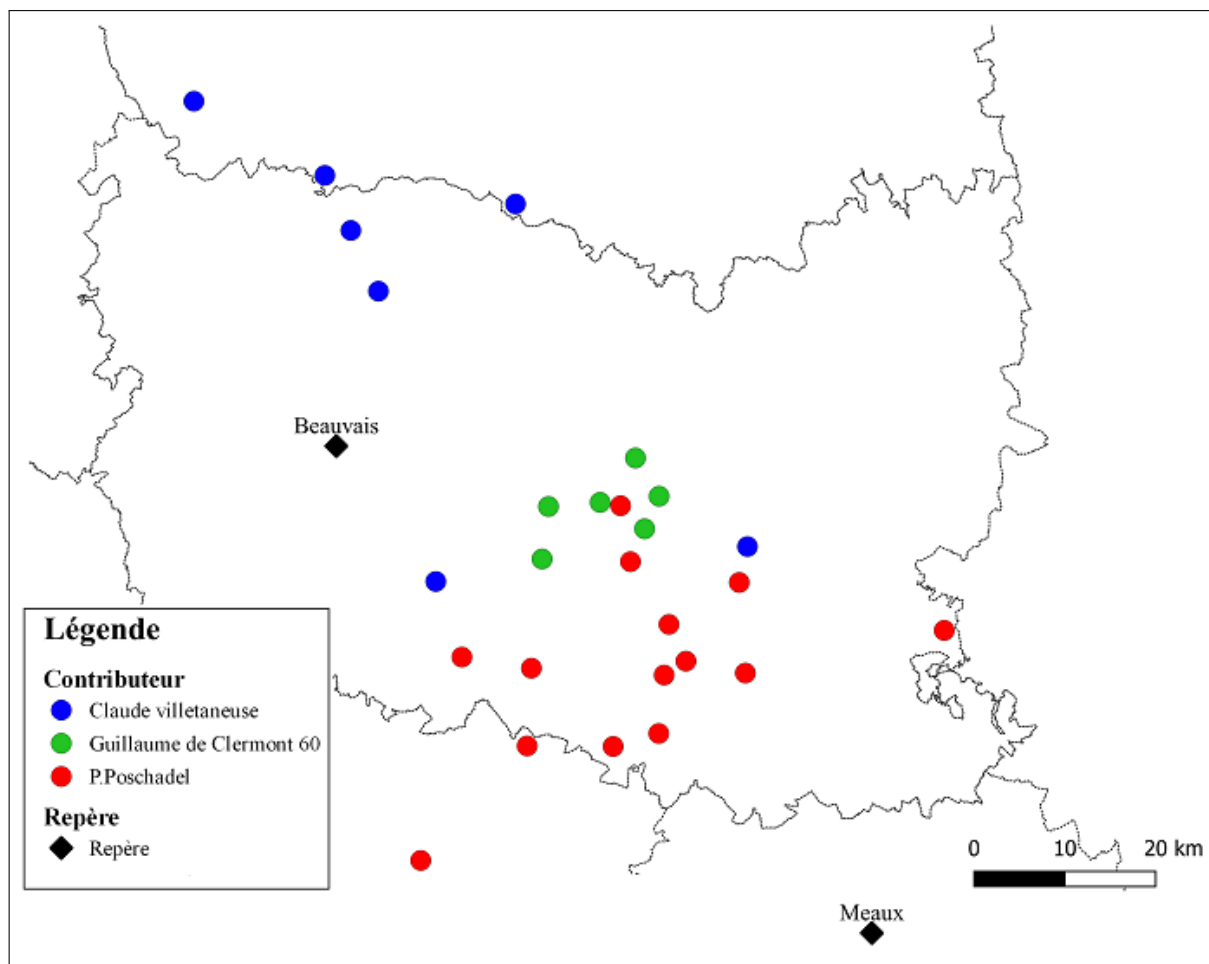 Beauvais
Légende
Contributeur
Claude villetaneuse
Guillaume de Clermont 60
P.Poschadel
Repère
Repère
0 10 20 km
Meaux